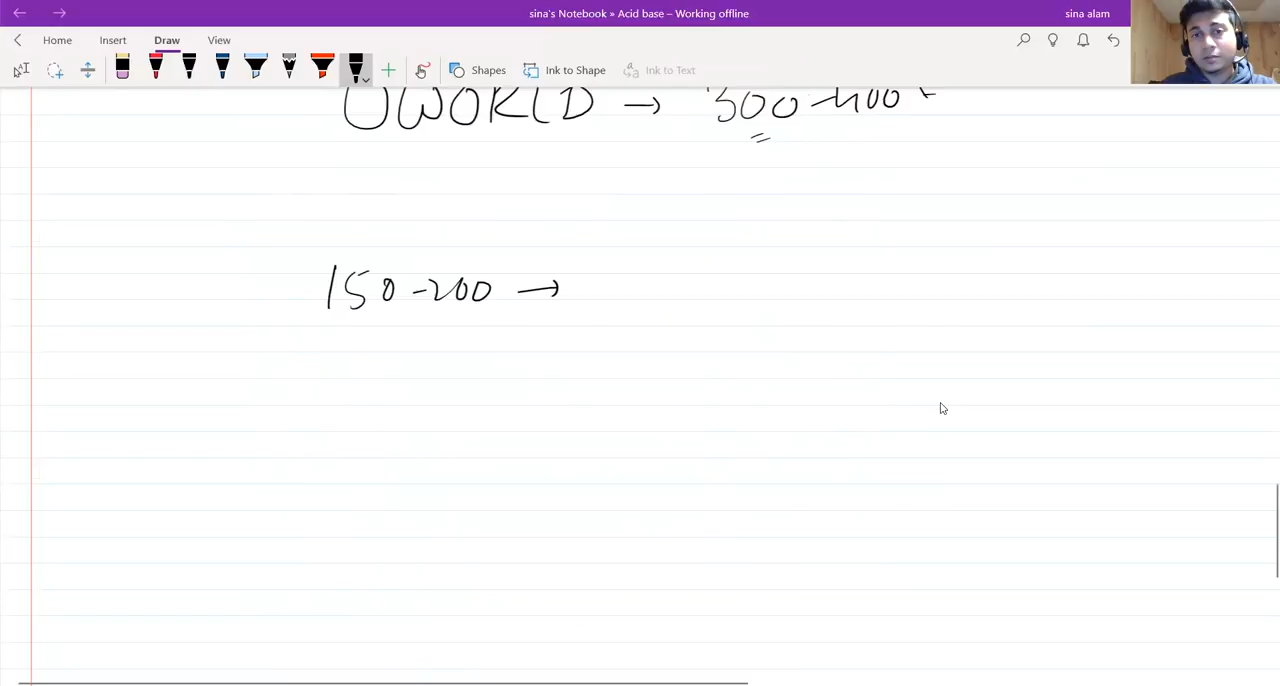 sina's Notebook » Acid base – Working offline
sina alam
Home Insert Draw View
Shapes Ink to Shape Ink to Text
UWORLD → 300-400
150-200 →